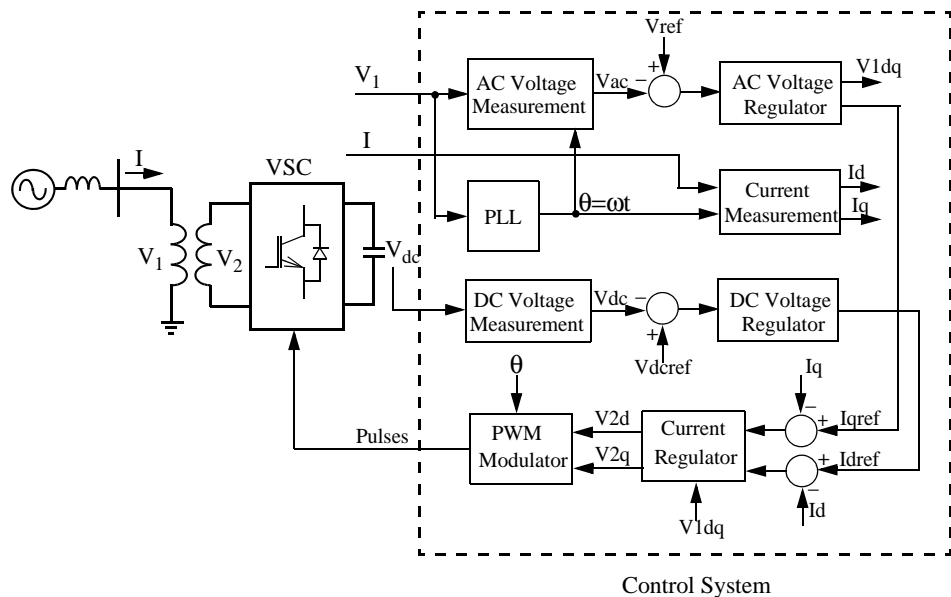 Vref
V1
AC Voltage
Measurement
Vac
−
+
AC Voltage
Regulator
V1dq
I
I
VSC
PLL
θ=ωt
Current
Measurement
Id
Iq
V1
V2
Vdc
DC Voltage
Measurement
Vdc
−
+
Vdcref
DC Voltage
Regulator
θ
Iq
−
+
Iqref
Pulses
PWM
Modulator
V2d
V2q
Current
Regulator
+
Idref
−
Id
V1dq
Control System